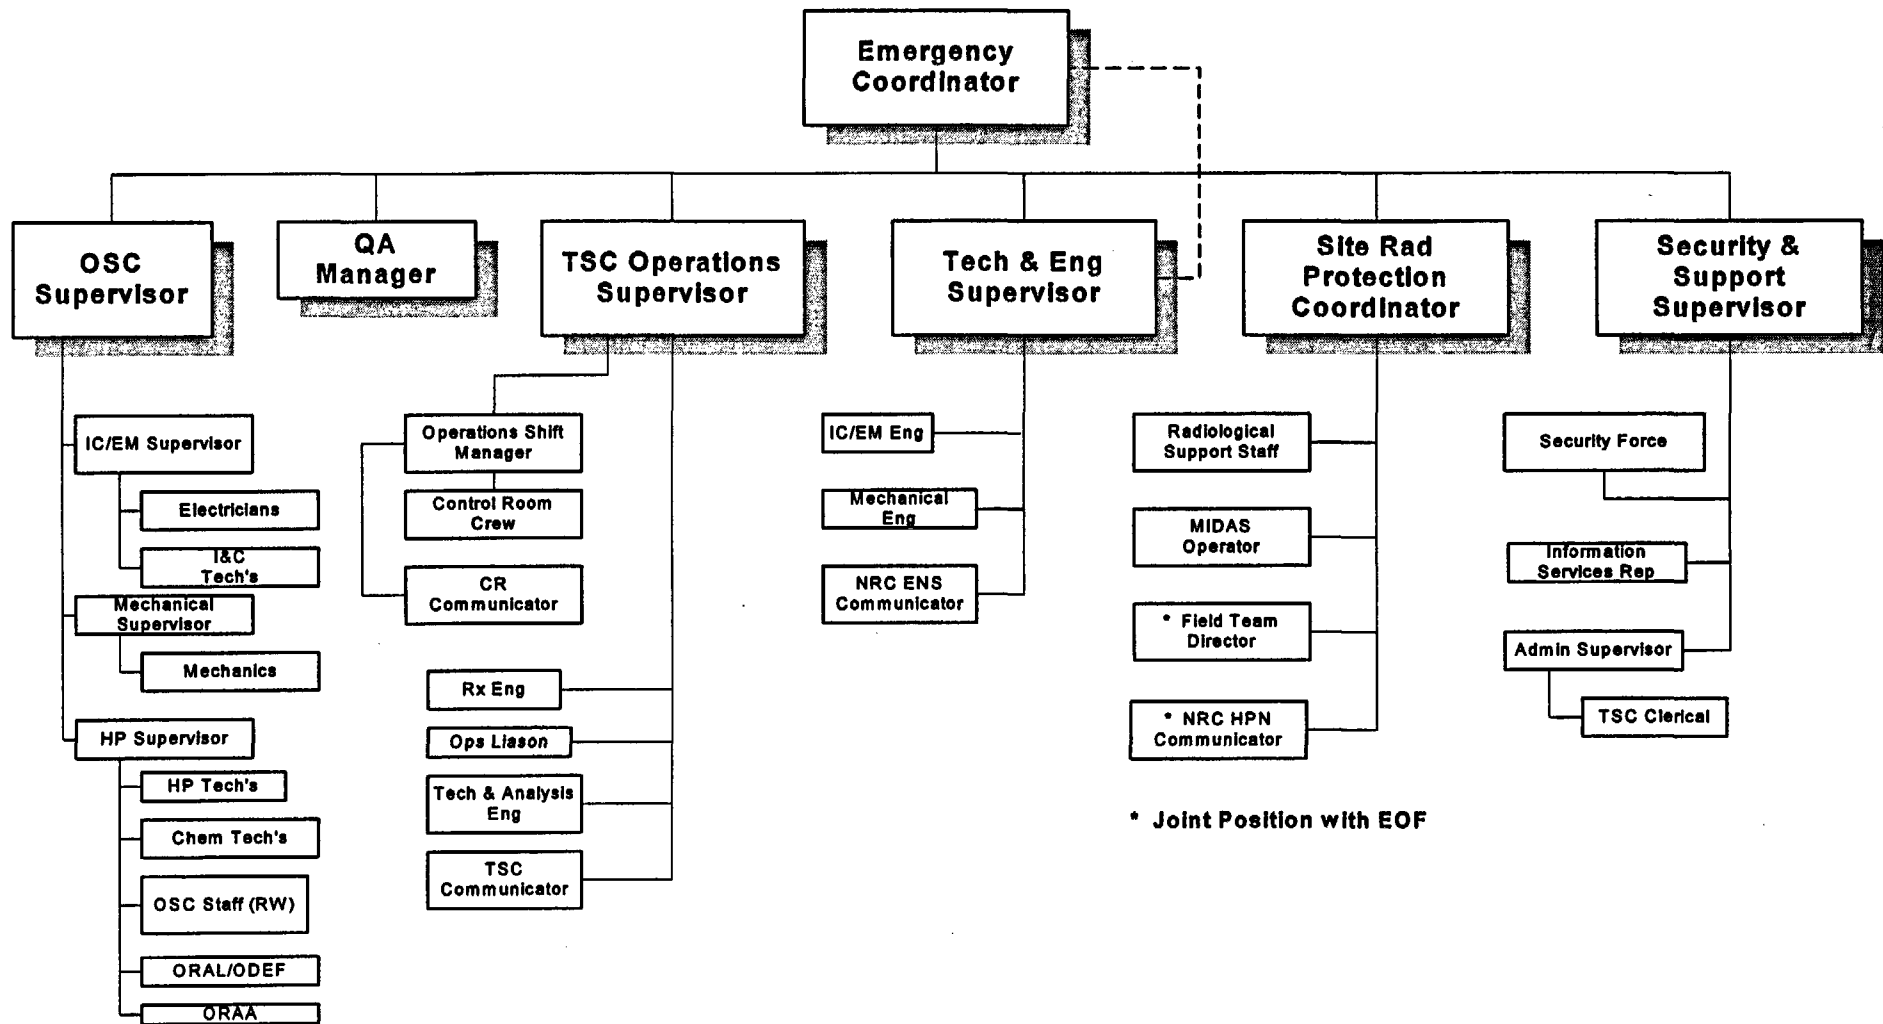 Emergency
Coordinator
OSC
Supervisor
QA
Manager
TSC Operations
Supervisor
Tech & Eng
Supervisor
Site Rad
Protection
Coordinator
Security &
Support
Supervisor
IC/EM Supervisor
Electricians
I&C
Tech's
Mechanical
Supervisor
Mechanics
HP Supervisor
HP Tech's
Chem Tech's
OSC Staff (RW)
ORAL/ODEF
ORAA
Operations Shift
Manager
Control Room
Crew
CR
Communicator
Rx Eng
Ops Liason
Tech & Analysis
Eng
TSC
Communicator
IC/EM Eng
Mechanical
Eng
NRC ENS
Communicator
Radiological
Support Staff
MIDAS
Operator
* Field Team
Director
* NRC HPN
Communicator
* Joint Position with EOF
Security Force
Information
Services Rep
Admin Supervisor
TSC Clerical